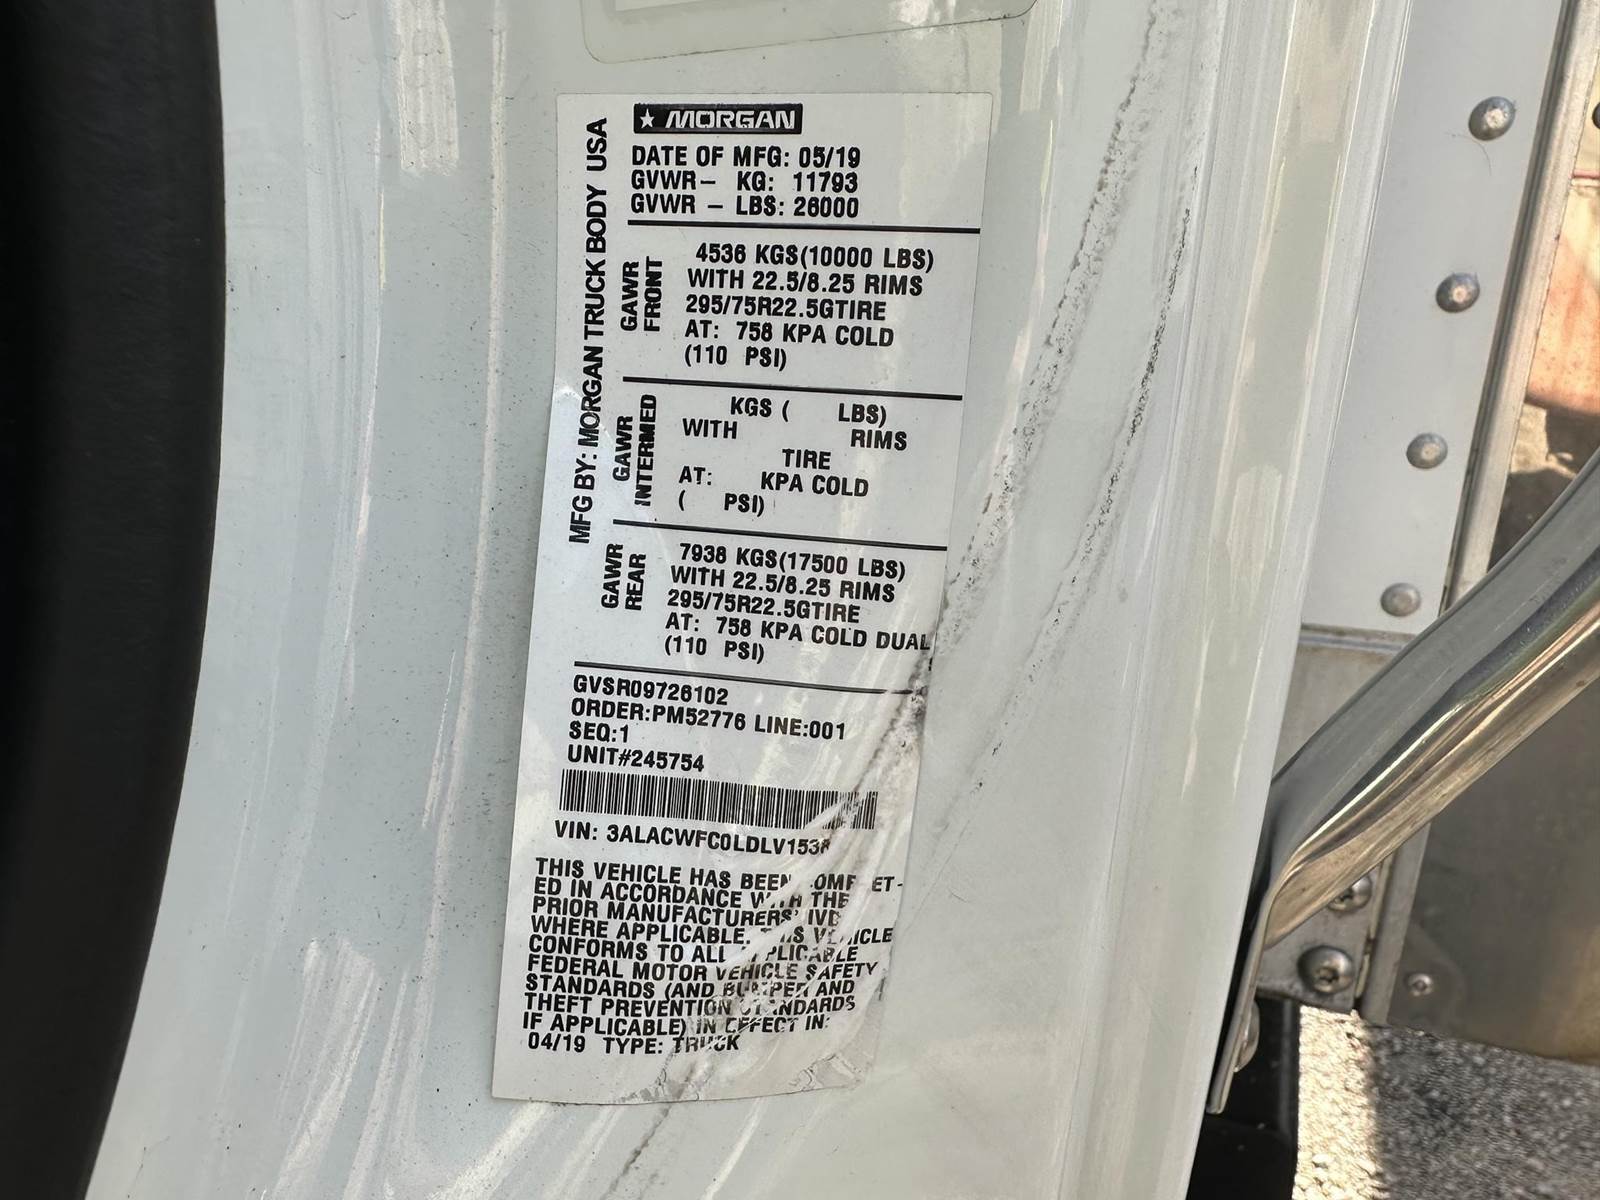 MORGAN
MFG BY: MORGAN TRUCK BODY USA
DATE OF MFG: 05/19
GVWR- KG: 11793
GVWR - LBS: 26000
GAWR
FRONT
4536 KGS(10000 LBS)
WITH 22.5/8.25 RIMS
295/75R22.5GTIRE
AT: 758 KPA COLD
(110 PSI)
GAWR
INTERMED
KGS ( LBS)
WITH RIMS
TIRE
AT: KPA COLD
( PSI)
GAWR
REAR
7938 KGS(17500 LBS)
WITH 22.5/8.25 RIMS
295/75R22.5GTIRE
AT: 758 KPA COLD DUAL
(110 PSI)
GVSR09726102
ORDER:PM52776 LINE:001
SEQ:1
UNIT#245754
VIN:
THIS VEHICLE HAS BEEN
ED IN ACCORDANCE WITH THE
PRIOR MANUFACTURERS' IVD
WHERE APPLICABLE. THIS VEHICLE
CONFORMS TO ALL APPLICABLE
FEDERAL MOTOR VEHICLE SAFETY
STANDARDS (AND BUMPER AND
THEFT PREVENTION STANDARDS
IF APPLICABLE) IN EFFECT IN:
04/19 TYPE: TRUCK